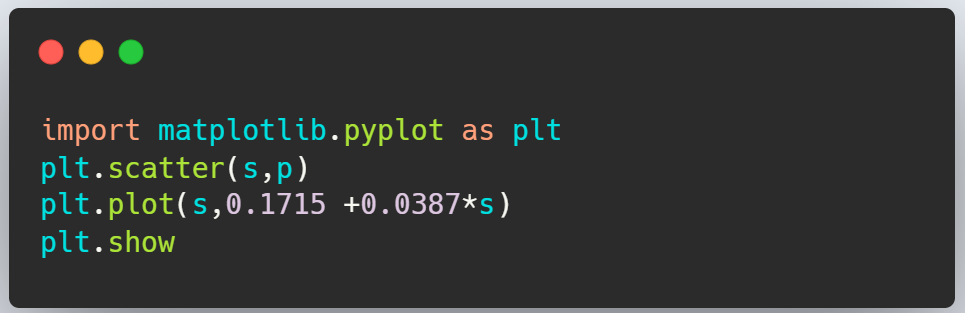 import matplotlib.pyplot as plt
plt.scatter(s,p)
plt.plot(s,0.1715 +0.0387*s)
plt.show